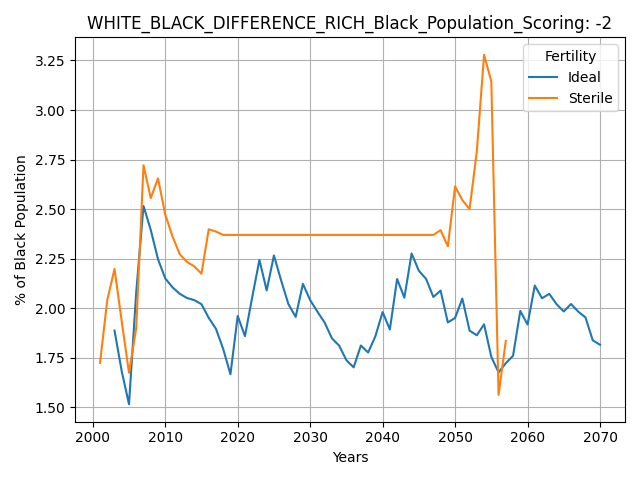 WHITE_BLACK_DIFFERENCE_RICH_Black_Population_Scoring: -2
Fertility
Ideal
Sterile
% of Black Population
3.25
3.00
2.75
2.50
2.25
2.00
1.75
1.50
2000 2010 2020 2030 2040 2050 2060 2070
Years